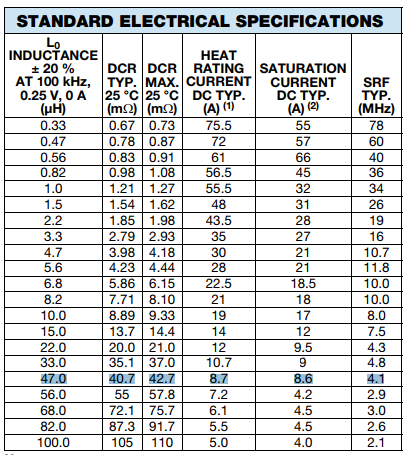 STANDARD ELECTRICAL SPECIFICATIONS
L0
INDUCTANCE
± 20 %
AT 100 kHz,
0.25 V, 0 A
(μH)
DCR
TYP.
25 °C
(mΩ)
DCR
MAX.
25 °C
(mΩ)
HEAT
RATING
CURRENT
DC TYP.
(A) (1)
SATURATION
CURRENT
DC TYP.
(A) (2)
SRF
TYP.
(MHz)
0.33 0.67 0.73 75.5 55 78
0.47 0.78 0.87 72 57 60
0.56 0.83 0.91 61 66 40
0.82 0.98 1.08 56.5 45 36
1.0 1.21 1.27 55.5 32 34
1.5 1.54 1.62 48 31 26
2.2 1.85 1.98 43.5 28 19
3.3 2.79 2.93 35 27 16
4.7 3.98 4.18 30 21 10.7
5.6 4.23 4.44 28 21 11.8
6.8 5.86 6.15 22.5 18.5 10.0
8.2 7.71 8.10 21 18 10.0
10.0 8.89 9.33 19 17 8.0
15.0 13.7 14.4 14 12 7.5
22.0 20.0 21.0 12 9.5 4.3
33.0 35.1 37.0 10.7 9 4.8
47.0 40.7 42.7 8.7 8.6 4.1
56.0 55 57.8 7.2 4.2 2.9
68.0 72.1 75.7 6.1 4.5 3.0
82.0 87.3 91.7 5.5 4.5 2.6
100.0 105 110 5.0 4.0 2.1